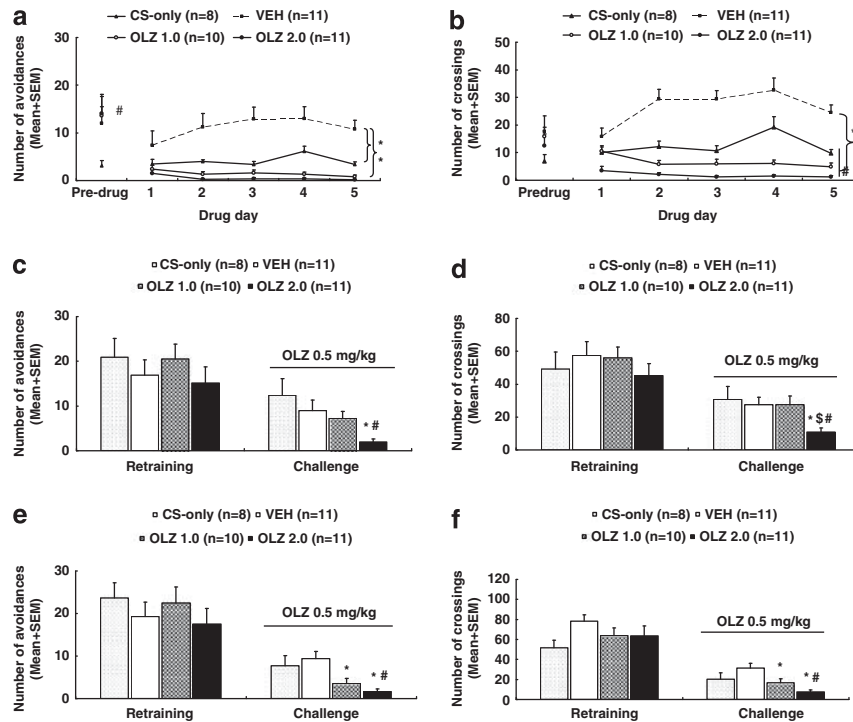 a
CS-only (n=8) VEH (n=11)
OLZ 1.0 (n=10) OLZ 2.0 (n=11)
Number of avoidances
(Mean+SEM)
30
20
10
0
#
*
*
Pre-drug 1 2 3 4 5
Drug day
b
CS-only (n=8) VEH (n=11)
OLZ 1.0 (n=10) OLZ 2.0 (n=11)
Number of crossings
(Mean+SEM)
50
40
30
20
10
0
*
#
Predrug 1 2 3 4 5
Drug day
c
CS-only (n=8) VEH (n=11)
OLZ 1.0 (n=10) OLZ 2.0 (n=11)
Number of avoidances
(Mean+SEM)
30
20
10
0
OLZ 0.5 mg/kg
* #
Retraining Challenge
d
CS-only (n=8) VEH (n=11)
OLZ 1.0 (n=10) OLZ 2.0 (n=11)
Number of crossings
(Mean+SEM)
80
60
40
20
0
OLZ 0.5 mg/kg
* $ #
Retraining Challenge
e
CS-only (n=8) VEH (n=11)
OLZ 1.0 (n=10) OLZ 2.0 (n=11)
Number of avoidances
(Mean+SEM)
30
20
10
0
OLZ 0.5 mg/kg
*
* #
Retraining Challenge
f
CS-only (n=8) VEH (n=11)
OLZ 1.0 (n=10) OLZ 2.0 (n=11)
Number of crossings
(Mean+SEM)
120
100
80
60
40
20
0
OLZ 0.5 mg/kg
*
* #
Retraining Challenge